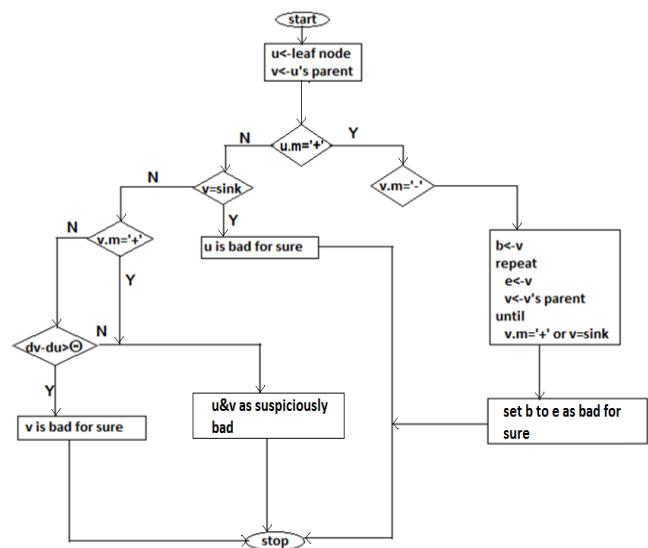 start
u<-leaf node
v<-u's parent
N
u.m='+'
Y
N
v=sink
v.m='-'
Y
N
v.m='+'
u is bad for sure
b<-v
repeat
e<-v
v<-v's parent
until
v.m='+' or v=sink
Y
N
dv-du>Θ
Y
u&v as suspiciously
bad
set b to e as bad for
sure
v is bad for sure
stop